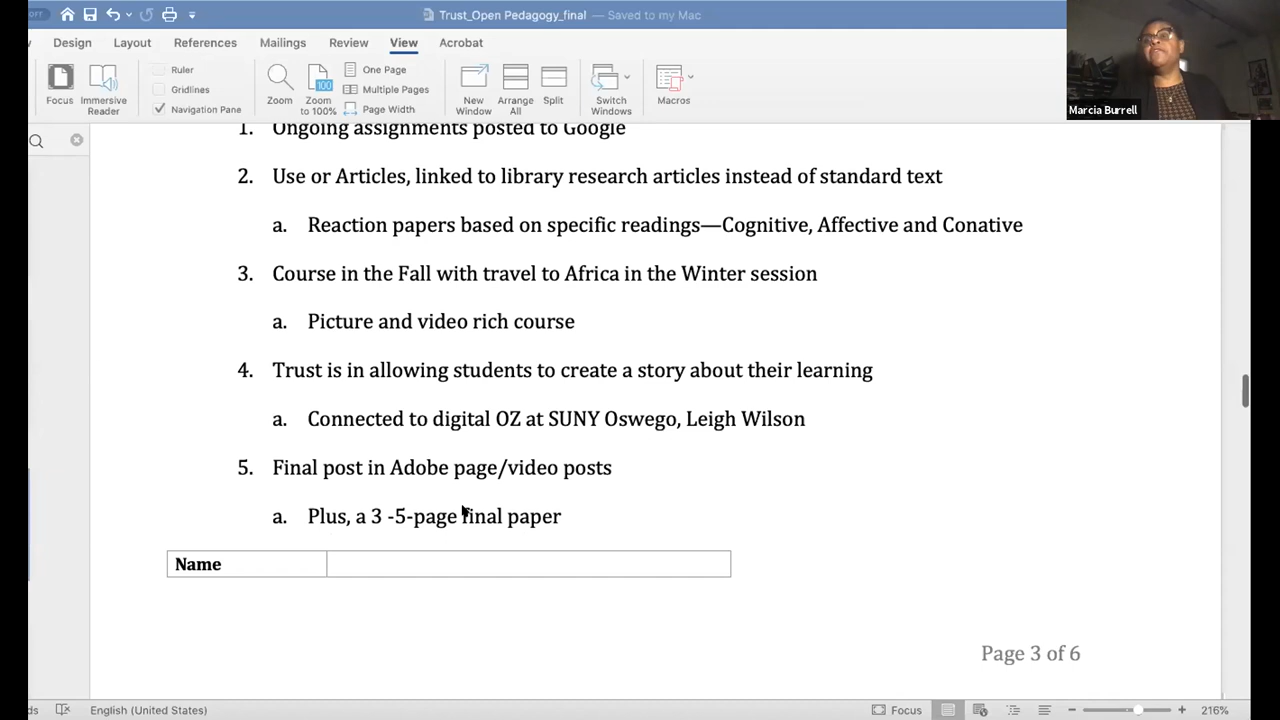 Trust_Open Pedagogy_final — Saved to my Mac
Design Layout References Mailings Review View Acrobat
Ruler
Gridlines
Navigation Pane
Focus
Immersive Reader
Zoom
100
Zoom to 100%
One Page
Multiple Pages
Page Width
New Window
Arrange All
Split
Switch Windows
Macros
Marcia Burrell
1. Ongoing assignments posted to Google
2. Use or Articles, linked to library research articles instead of standard text
a. Reaction papers based on specific readings—Cognitive, Affective and Conative
3. Course in the Fall with travel to Africa in the Winter session
a. Picture and video rich course
4. Trust is in allowing students to create a story about their learning
a. Connected to digital OZ at SUNY Oswego, Leigh Wilson
5. Final post in Adobe page/video posts
a. Plus, a 3 -5-page final paper
Name
Page 3 of 6
English (United States)
Focus
216%